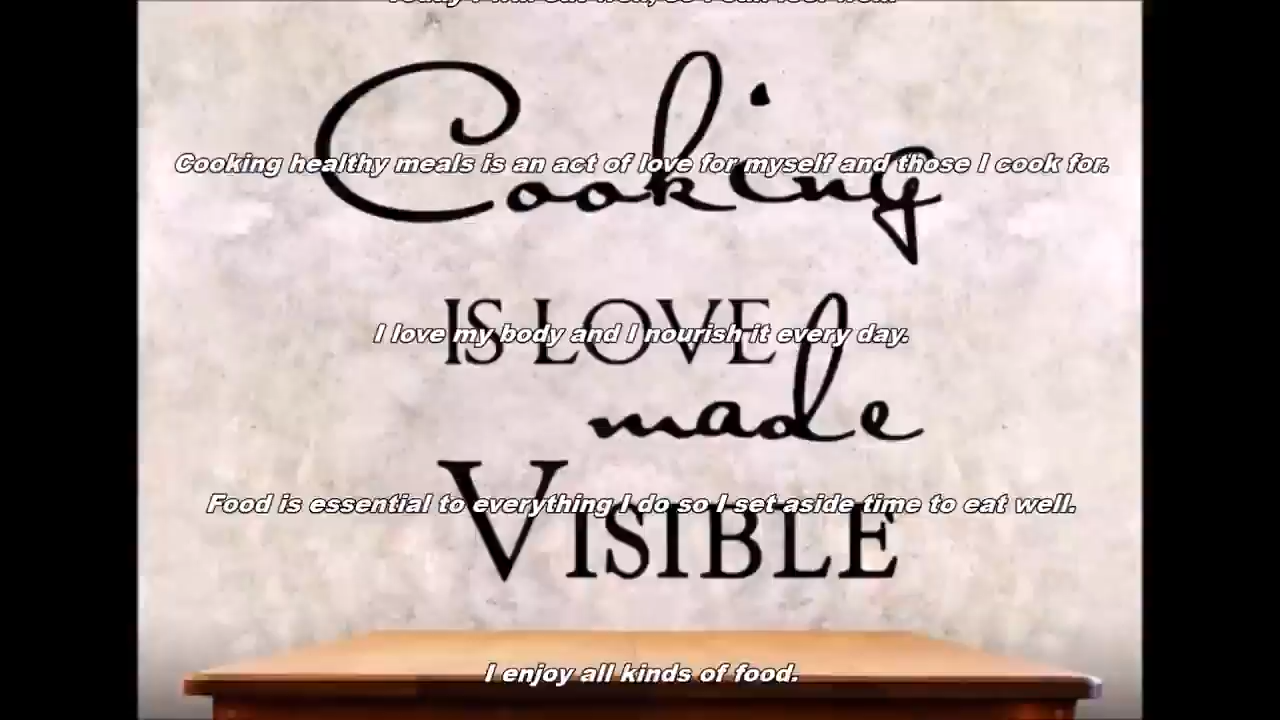 Cooking
Cooking healthy meals is an act of love for myself and those I cook for.
IS LOVE
I love my body and I nourish it every day.
made
Food is essential to everything I do so I set aside time to eat well.
VISIBLE
I enjoy all kinds of food.